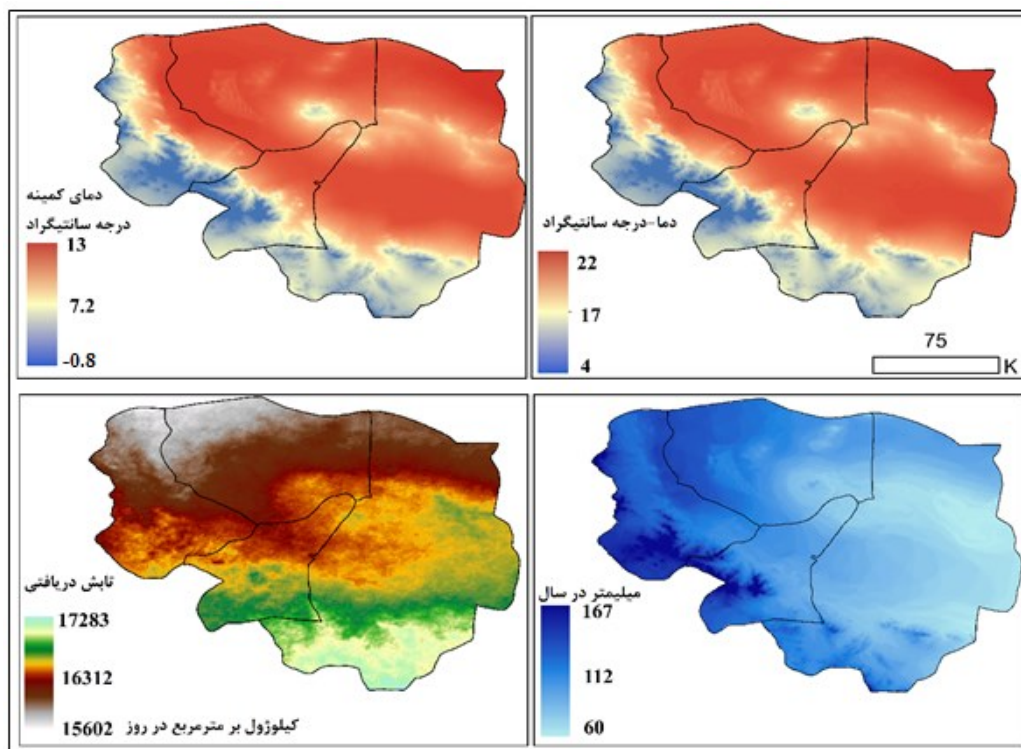 دمای کمینه
درجه سانتیگراد
13
7.2
-0.8
دما-درجه سانتیگراد
22
17
4
75
K
تابش دریافتی
17283
16312
15602
کیلوژول بر مترمربع در روز
میلیمتر در سال
167
112
60